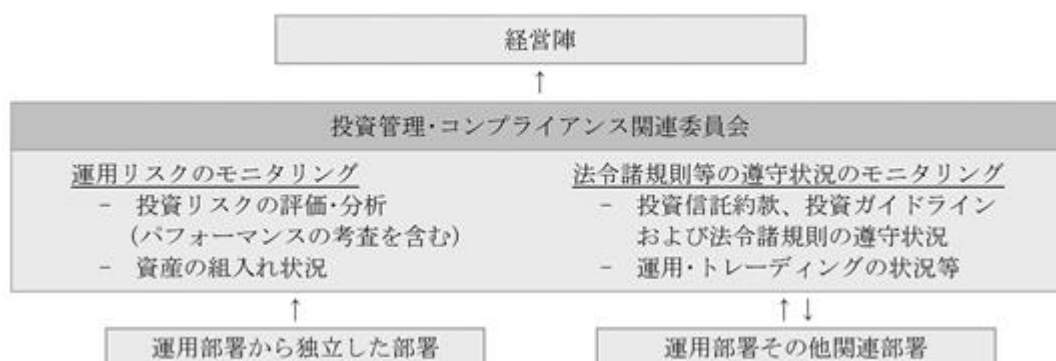 経営陣
↑
投資管理・コンプライアンス関連委員会
運用リスクのモニタリング
- 投資リスクの評価・分析
(パフォーマンスの考査を含む)
- 資産の組入れ状況
法令諸規則等の遵守状況のモニタリング
- 投資信託約款、投資ガイドライン
および法令諸規則の遵守状況
- 運用・トレーディングの状況等
↑
↑↓
運用部署から独立した部署
運用部署その他関連部署